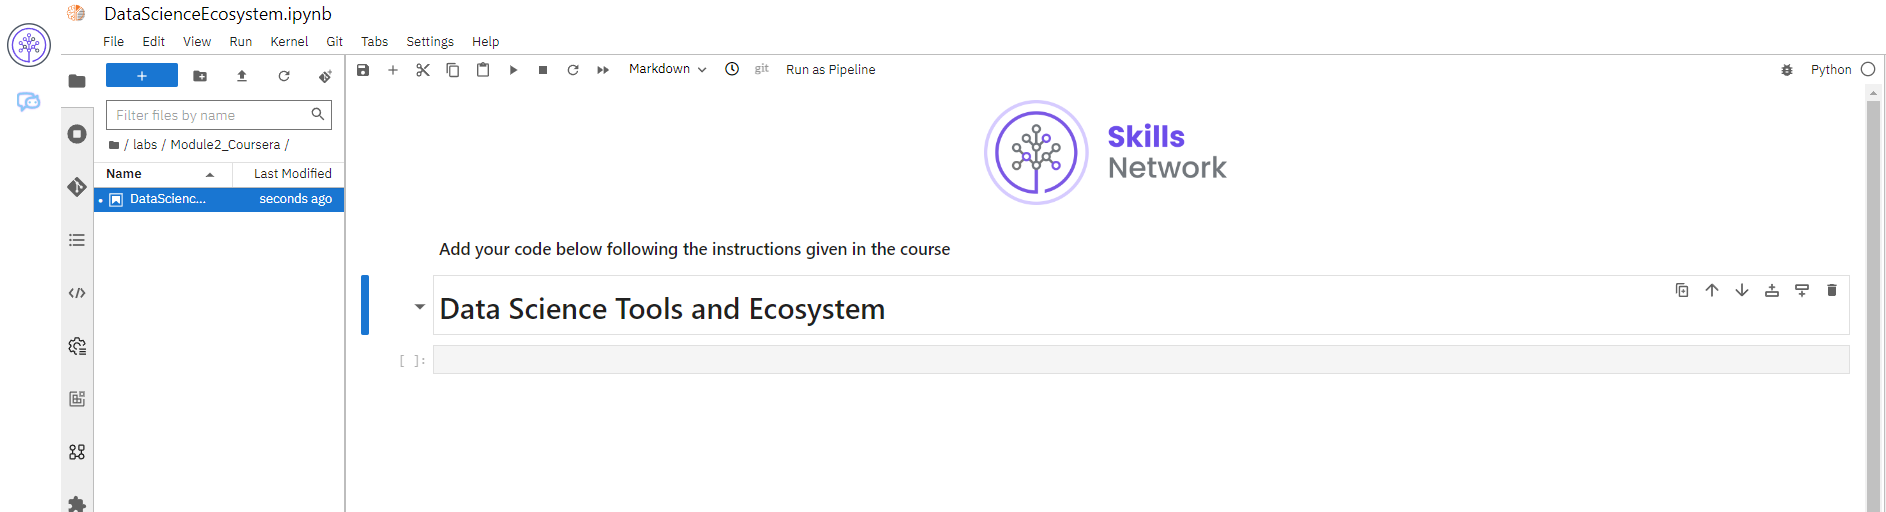 DataScienceEcosystem.ipynb
File Edit View Run Kernel Git Tabs Settings Help
+
Markdown git Run as Pipeline Python
Filter files by name
/ labs / Module2_Coursera /
Name Last Modified
DataScienc... seconds ago
Skills
Network
Add your code below following the instructions given in the course
Data Science Tools and Ecosystem
[ ]: